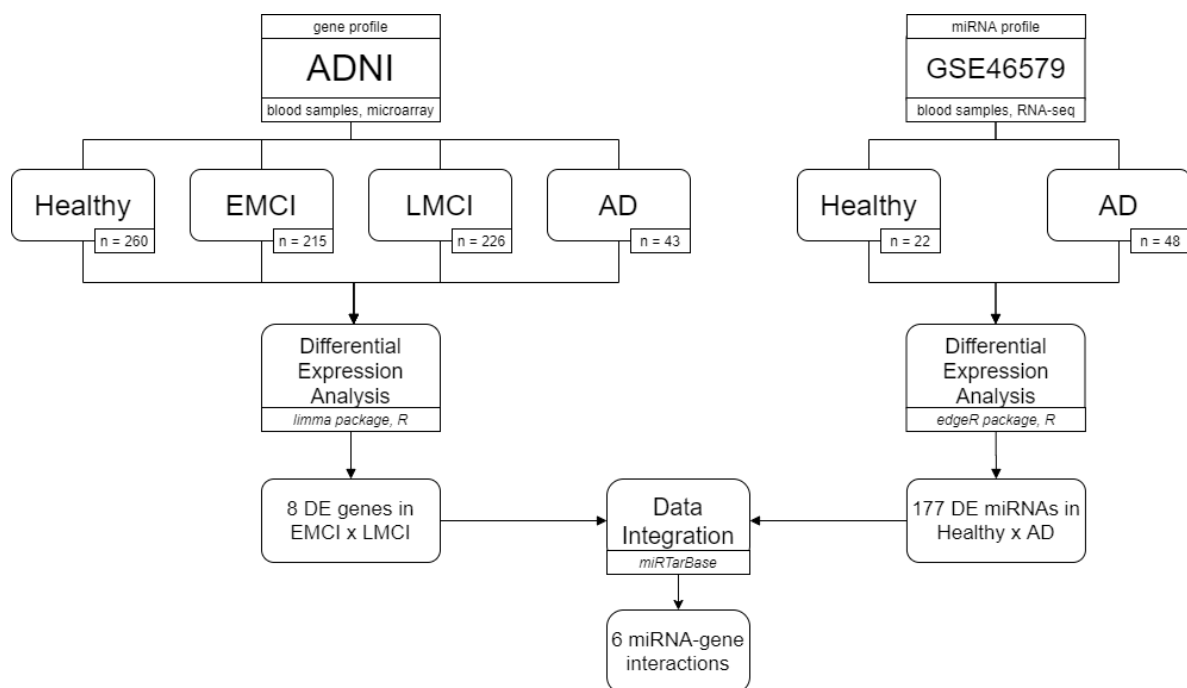 gene profile
ADNI
blood samples, microarray
miRNA profile
GSE46579
blood samples, RNA-seq
Healthy
n = 260
EMCI
n = 215
LMCI
n = 226
AD
n = 43
Healthy
n = 22
AD
n = 48
Differential
Expression
Analysis
limma package, R
Differential
Expression
Analysis
edgeR package, R
8 DE genes in
EMCI x LMCI
Data
Integration
miRTarBase
177 DE miRNAs in
Healthy x AD
6 miRNA-gene
interactions